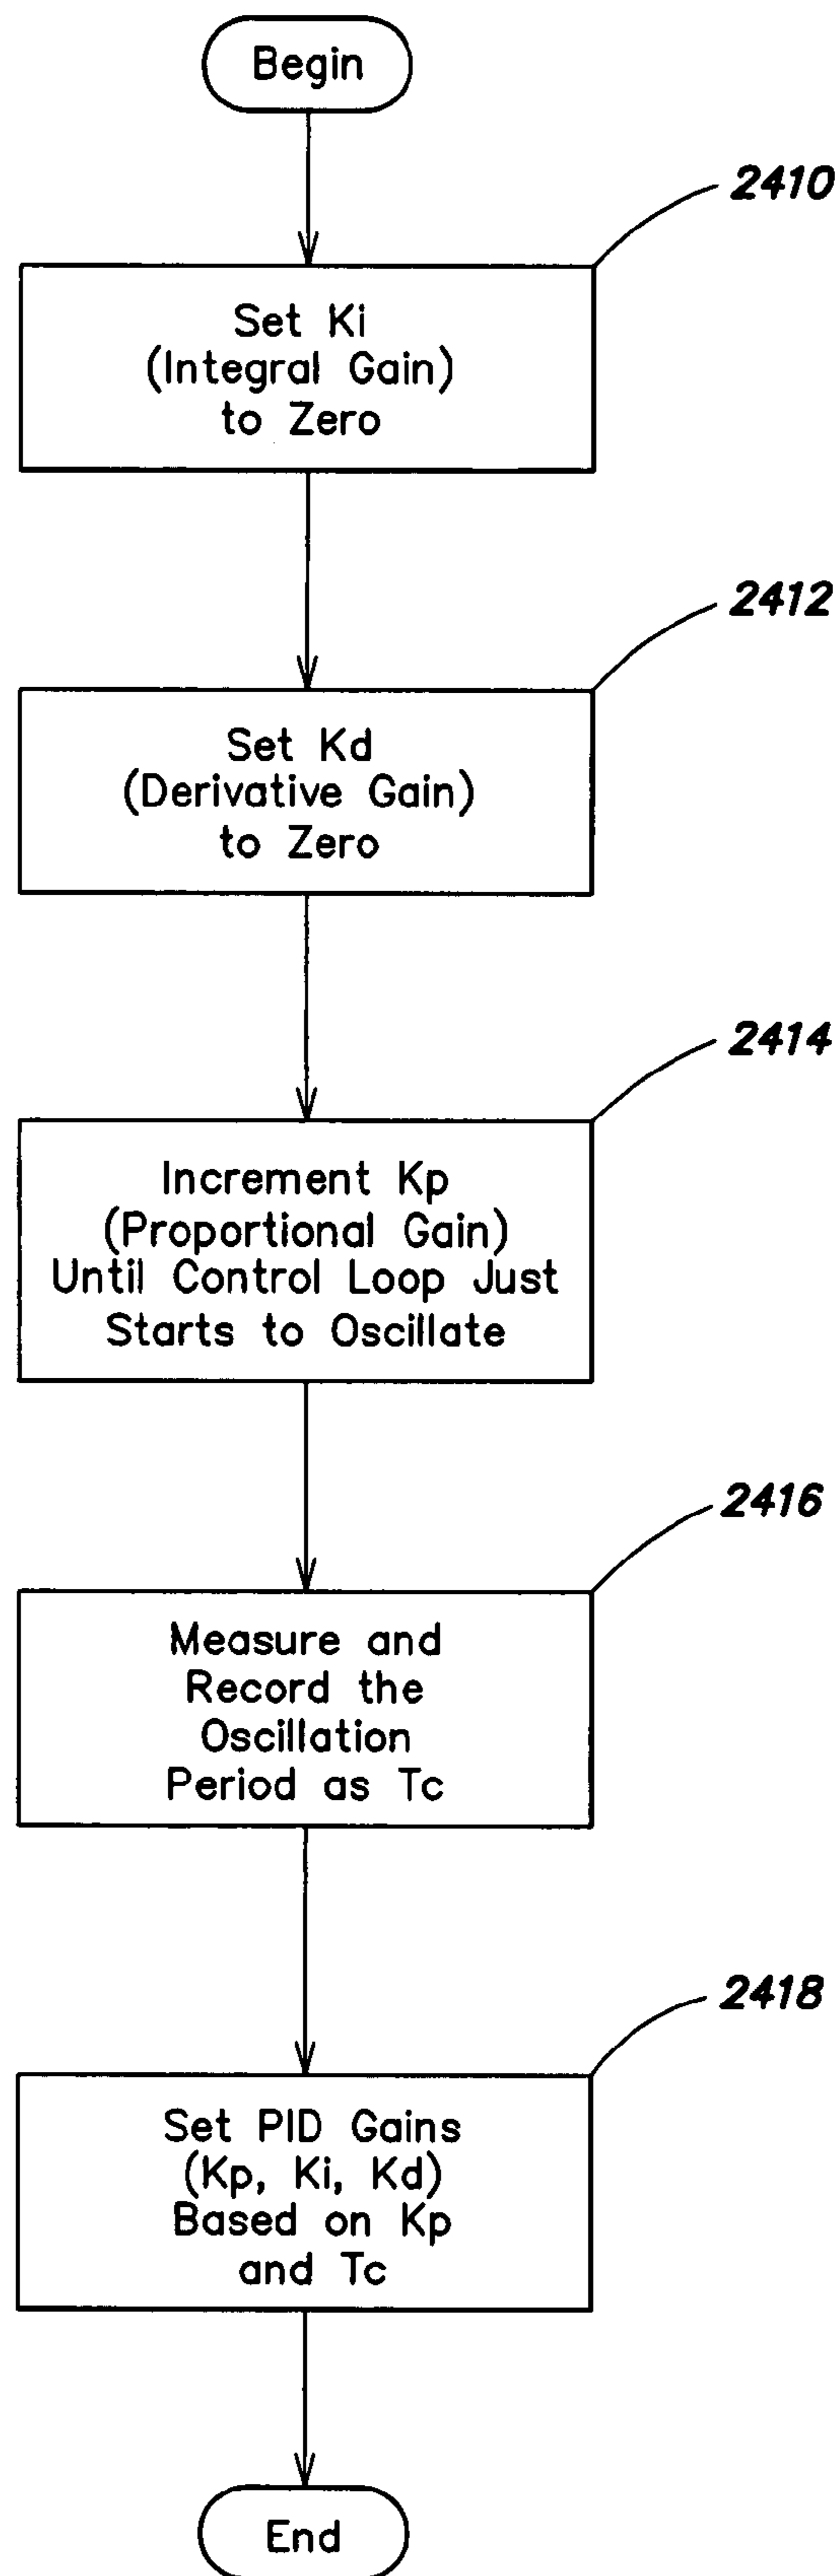 Begin
2410
Set Ki
(Integral Gain)
to Zero
2412
Set Kd
(Derivative Gain)
to Zero
2414
Increment Kp
(Proportional Gain)
Until Control Loop Just
Starts to Oscillate
2416
Measure and
Record the
Oscillation
Period as Tc
2418
Set PID Gains
(Kp, Ki, Kd)
Based on Kp
and Tc
End